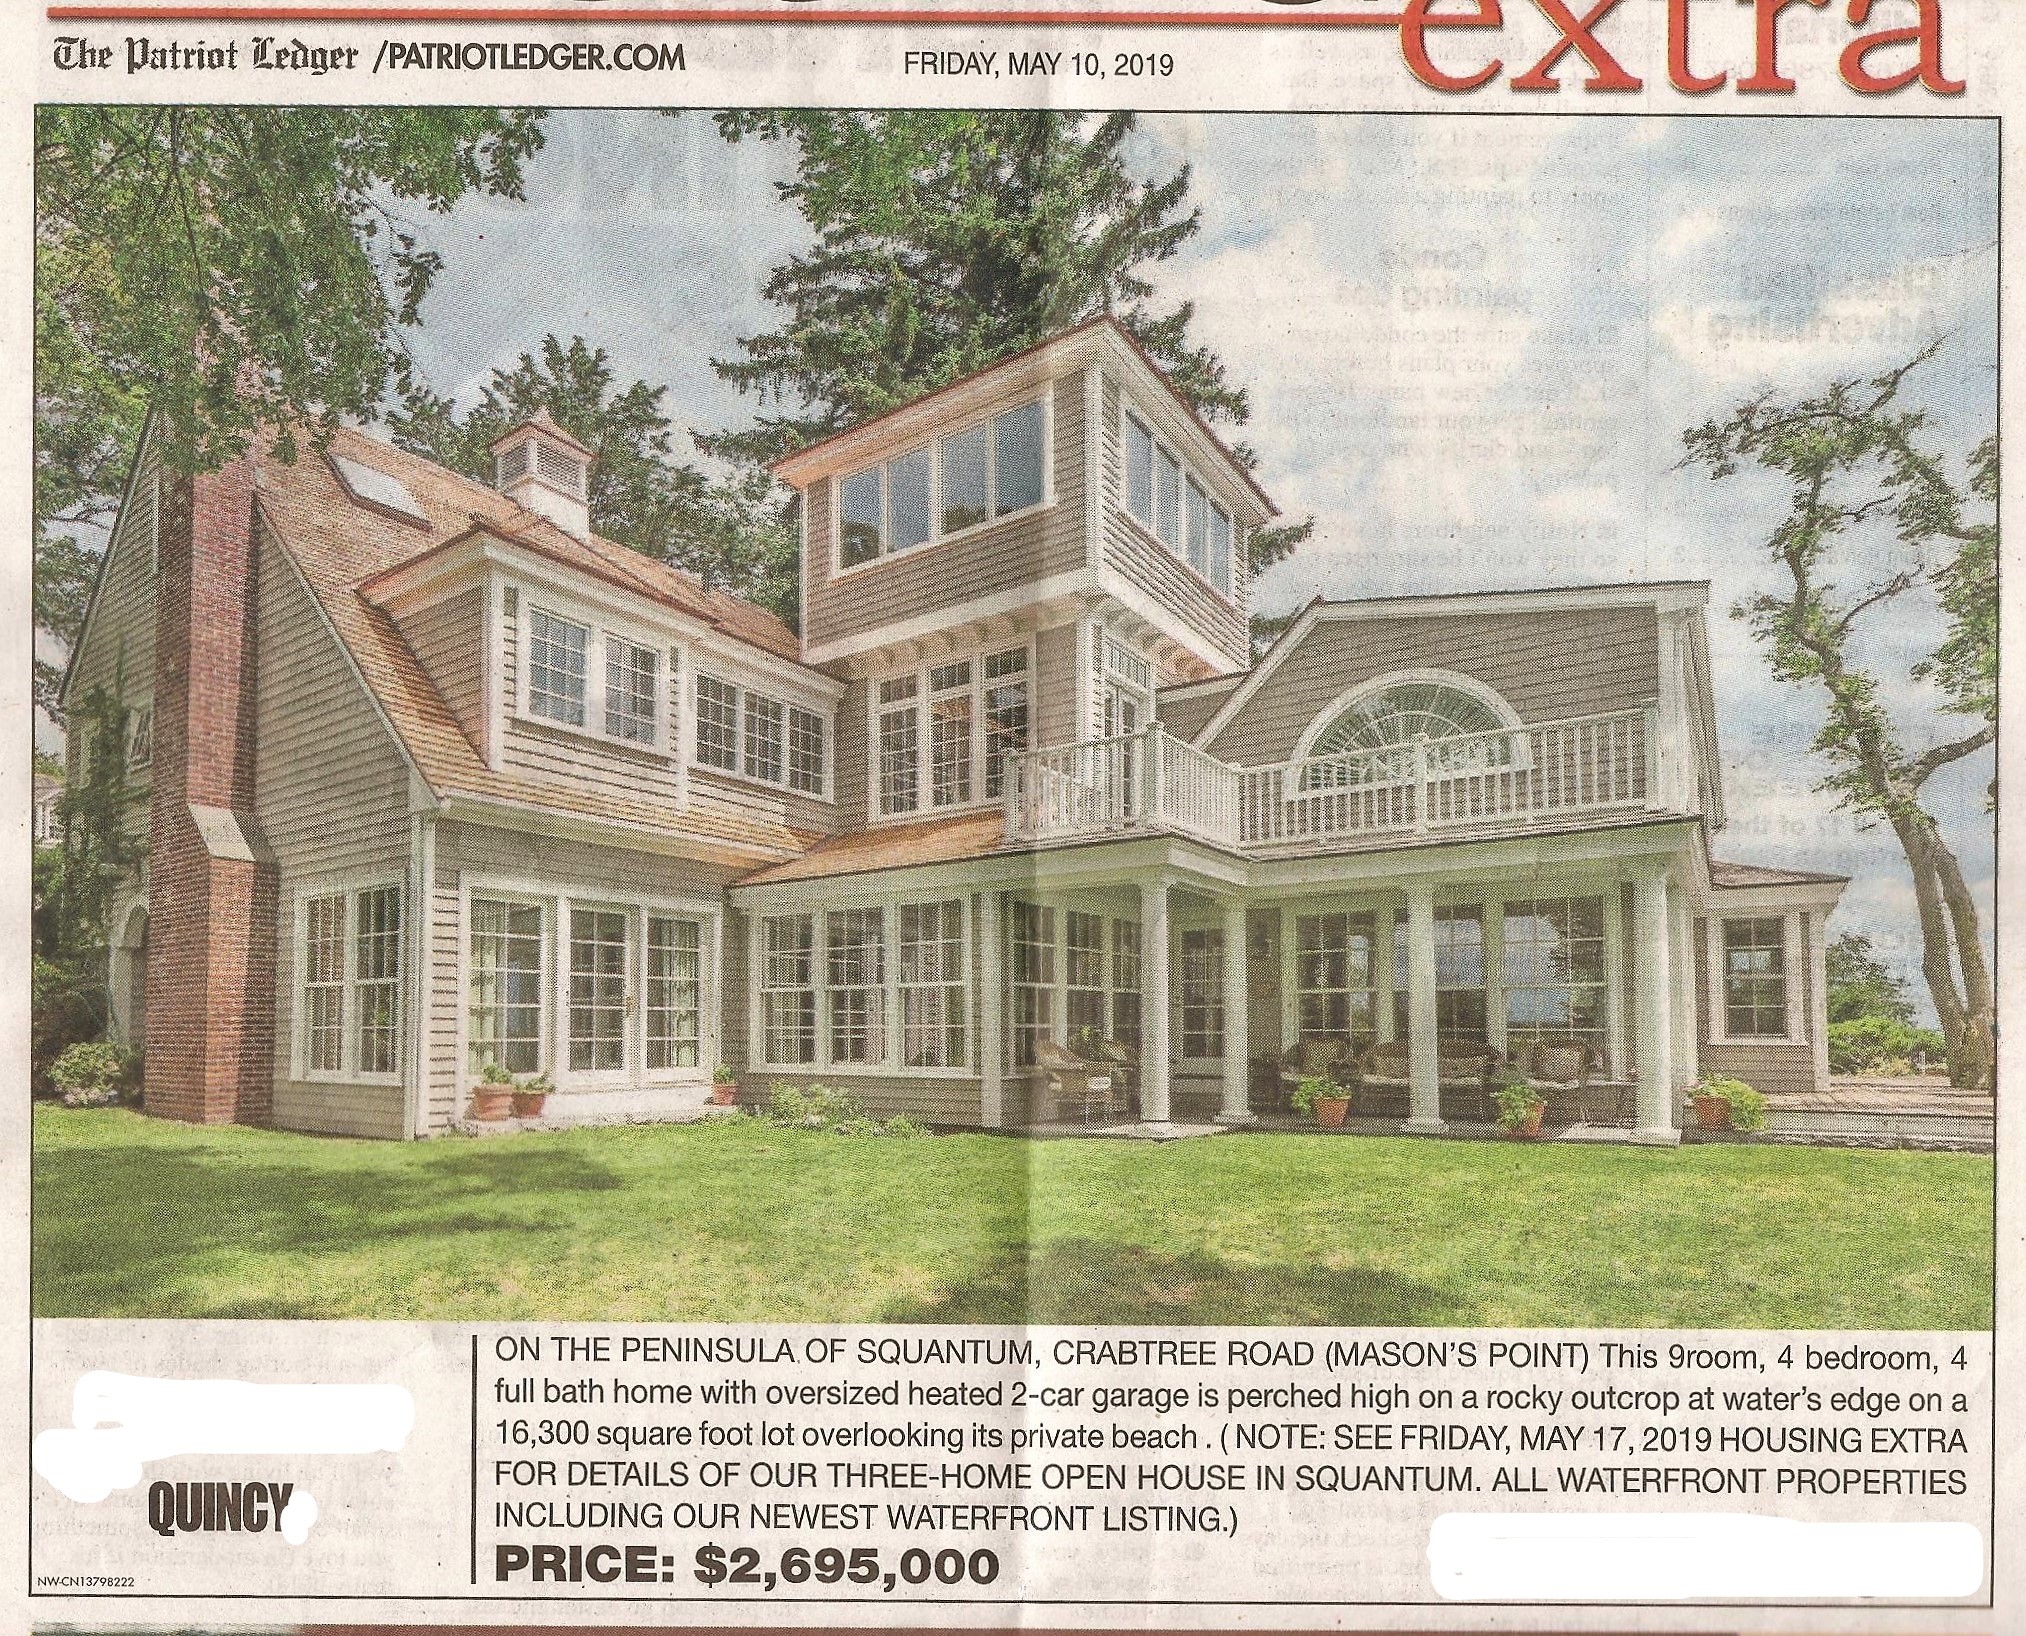 extra
The Patriot Ledger /PATRIOTLEDGER.COM
FRIDAY, MAY 10, 2019
ON THE PENINSULA OF SQUANTUM, CRABTREE ROAD (MASON'S POINT) This 9room, 4 bedroom, 4
full bath home with oversized heated 2-car garage is perched high on a rocky outcrop at water's edge on a
16,300 square foot lot overlooking its private beach . ( NOTE: SEE FRIDAY, MAY 17, 2019 HOUSING EXTRA
FOR DETAILS OF OUR THREE-HOME OPEN HOUSE IN SQUANTUM. ALL WATERFRONT PROPERTIES
INCLUDING OUR NEWEST WATERFRONT LISTING.)
PRICE: $2,695,000
QUINCY
NW-CN13798222